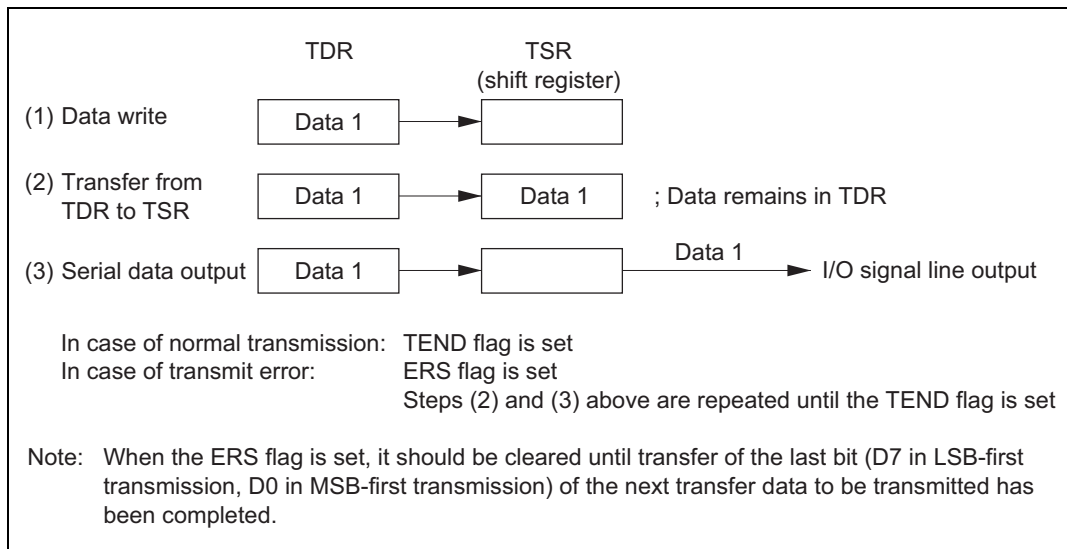 TDR TSR
(shift register)
(1) Data write Data 1
(2) Transfer from
TDR to TSR Data 1 Data 1 ; Data remains in TDR
(3) Serial data output Data 1 Data 1 I/O signal line output
In case of normal transmission: TEND flag is set
In case of transmit error: ERS flag is set
Steps (2) and (3) above are repeated until the TEND flag is set
Note: When the ERS flag is set, it should be cleared until transfer of the last bit (D7 in LSB-first
transmission, D0 in MSB-first transmission) of the next transfer data to be transmitted has
been completed.